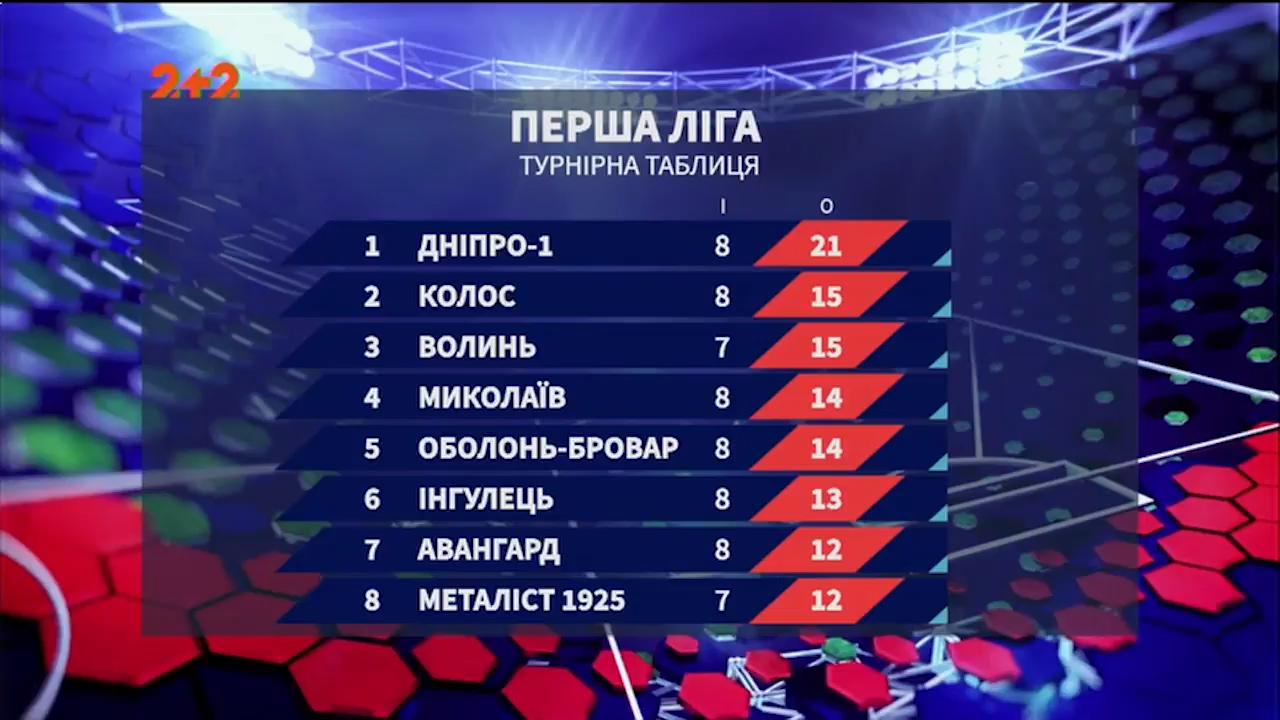 2+2
ПЕРША ЛІГА
ТУРНІРНА ТАБЛИЦЯ
І О
1 ДНІПРО-1 8 21
2 КОЛОС 8 15
3 ВОЛИНЬ 7 15
4 МИКОЛАЇВ 8 14
5 ОБОЛОНЬ-БРОВАР 8 14
6 ІНГУЛЕЦЬ 8 13
7 АВАНГАРД 8 12
8 МЕТАЛІСТ 1925 7 12